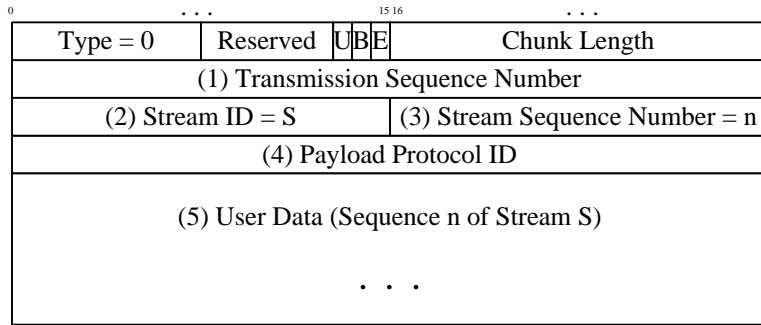 0 . . . 15 16 . . .
Type = 0 Reserved U B E Chunk Length
(1) Transmission Sequence Number
(2) Stream ID = S (3) Stream Sequence Number = n
(4) Payload Protocol ID
(5) User Data (Sequence n of Stream S)
. . .